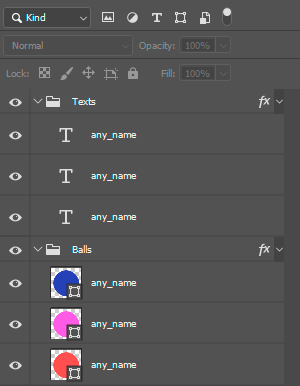 Kind
Normal Opacity: 100%
Lock: Fill: 100%
Texts fx
T any_name
T any_name
T any_name
Balls fx
any_name
any_name
any_name